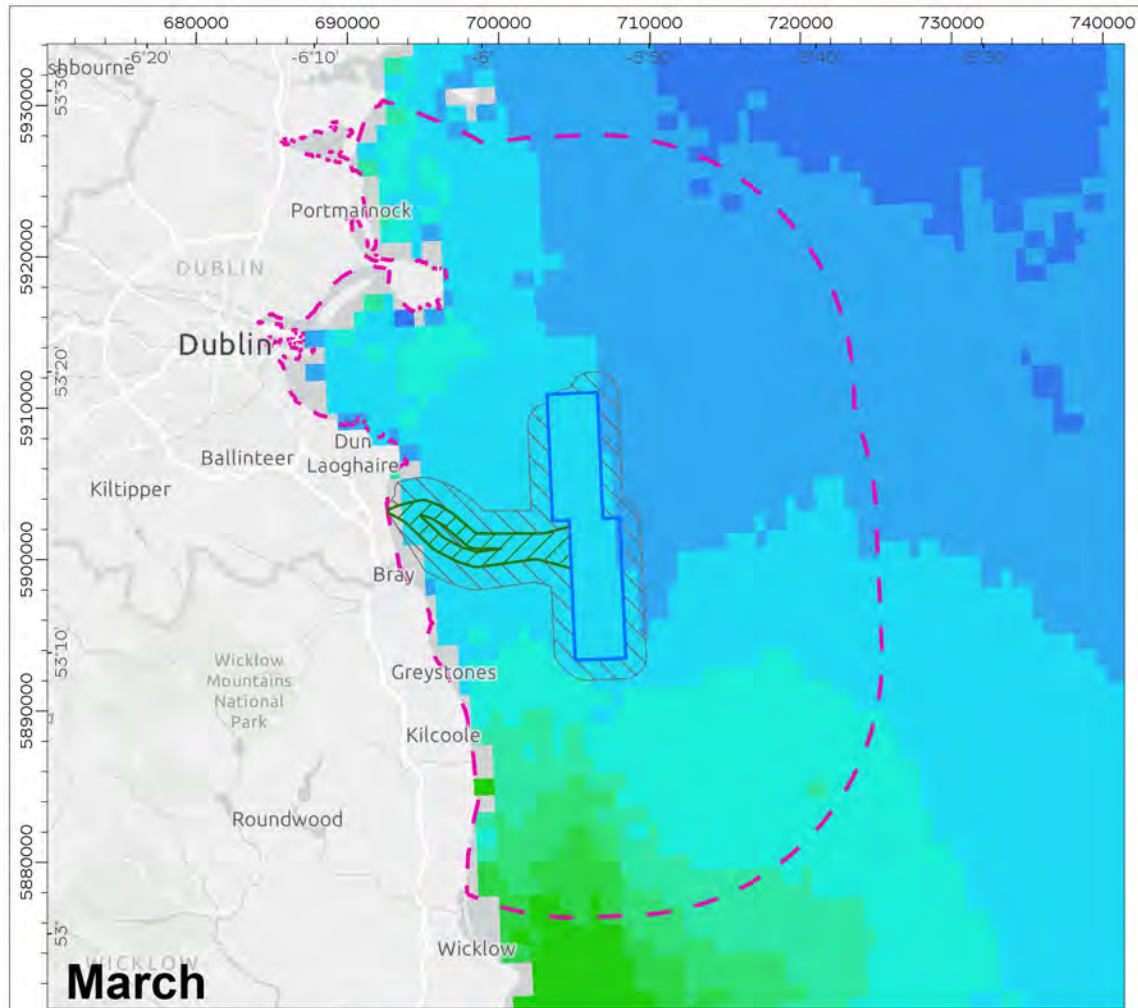 680000 690000 700000 710000 720000 730000 740000
-6°20' -6°10' -6° -5°50' -5°40' -5°30'
shbourne
53°30'
5930000
Portmarnock
5920000
DUBLIN
Dublin
53°20'
5910000
Dun
Laoghaire
Ballinteer
Kiltipper
5900000
Bray
53°10'
Wicklow
Mountains
National
Park
Greystones
5890000
Kilcoole
Roundwood
5880000
53°
Wicklow
WICKLOW
March